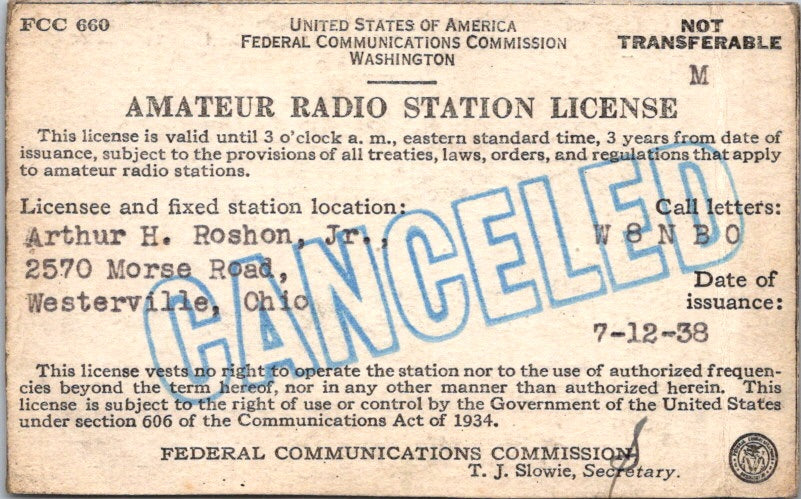 FCC 660
UNITED STATES OF AMERICA
FEDERAL COMMUNICATIONS COMMISSION
WASHINGTON
NOT
TRANSFERABLE
M
AMATEUR RADIO STATION LICENSE
This license is valid until 3 o'clock a. m., eastern standard time, 3 years from date of
issuance, subject to the provisions of all treaties, laws, orders, and regulations that apply
to amateur radio stations.
Licensee and fixed station location:
Arthur H. Roshon, Jr.,
2570 Morse Road,
Westerville, Ohio
Call letters:
W 8 N B O
Date of
issuance:
7-12-38
CANCELED
This license vests no right to operate the station nor to the use of authorized frequen-
cies beyond the term hereof, nor in any other manner than authorized herein. This
license is subject to the right of use or control by the Government of the United States
under section 606 of the Communications Act of 1934.
FEDERAL COMMUNICATIONS COMMISSION
T. J. Slowie, Secretary.